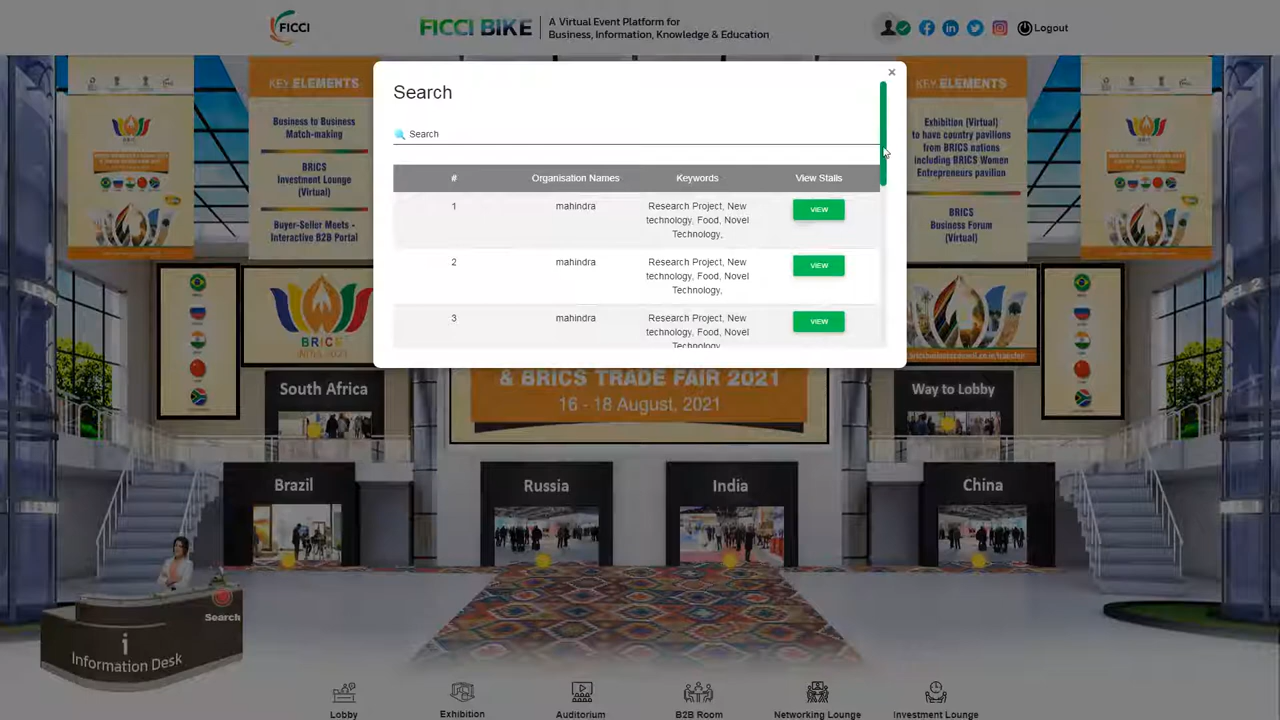 FICCI
FICCI BIKE
A Virtual Event Platform for
Business, Information, Knowledge & Education
Logout
KEY ELEMENTS
Business to Business
Match-making
BRICS
Investment Lounge
(Virtual)
Buyer-Seller Meets -
Interactive B2B Portal
×
Search
Search
# Organisation Names Keywords View Stalls
1 mahindra Research Project, New
technology, Food, Novel
Technology,
VIEW
2 mahindra Research Project, New
technology, Food, Novel
Technology,
VIEW
3 mahindra Research Project, New
technology, Food, Novel
Technology,
VIEW
KEY ELEMENTS
Exhibition (Virtual)
to have country pavilions
from BRICS nations
including BRICS Women
Entrepreneurs pavilion
BRICS
Business Forum
(Virtual)
BRICS
& BRICS TRADE FAIR 2021
16 - 18 August, 2021
South Africa
Way to Lobby
Brazil
Russia
India
China
Search
i
Information Desk
Lobby
Exhibition
Auditorium
B2B Room
Networking Lounge
Investment Lounge